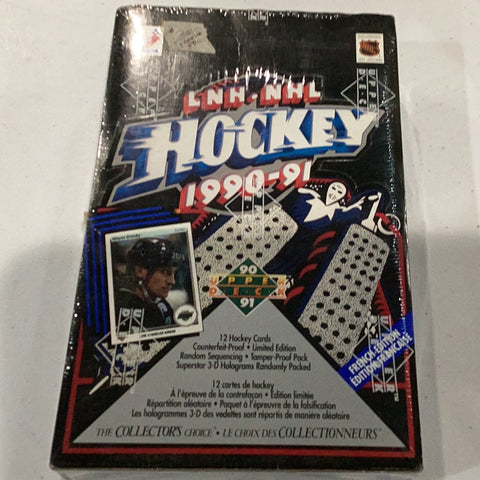 LNH·NHL
HOCKEY
1990-91
Wayne Gretzky
90
UPPER
DECK
91
12 Hockey Cards
Counterfeit-Proof • Limited Edition
Random Sequencing • Tamper-Proof Pack
Superstar 3-D Holograms Randomly Packed
FRENCH EDITION
ÉDITION FRANÇAISE
12 cartes de hockey
À l'épreuve de la contrefaçon • Édition limitée
Répartition aléatoire • Paquet à l'épreuve de la falsification
Les hologrammes 3-D des vedettes sont répartis de manière aléatoire
THE COLLECTOR'S CHOICE • LE CHOIX DES COLLECTIONNEURS